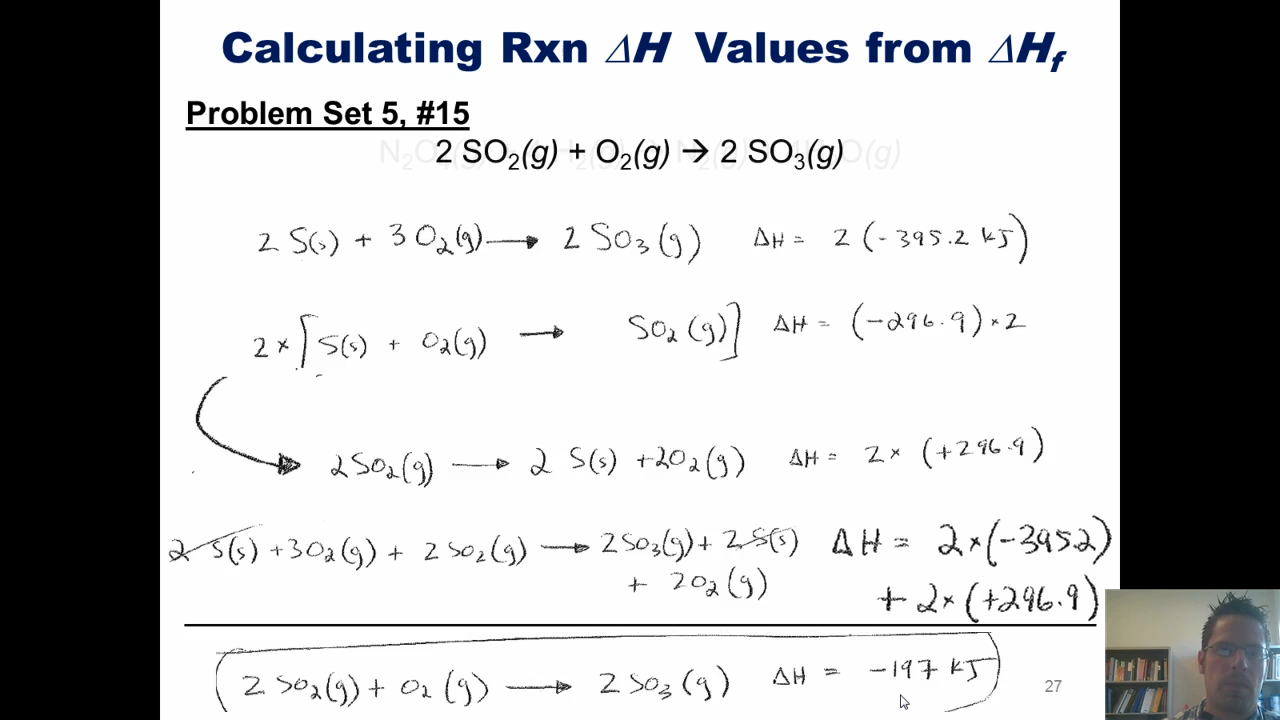 Calculating Rxn ΔH Values from ΔH_f
Problem Set 5, #15
2 SO₂(g) + O₂(g) → 2 SO₃(g)
2 S(s) + 3 O₂(g) → 2 SO₃(g) ΔH = 2(-395.2 kJ)
2 × [S(s) + O₂(g) → SO₂(g)] ΔH = (-296.9) × 2
2SO₂(g) → 2 S(s) + 2O₂(g) ΔH = 2 × (+296.9)
2 S(s) + 3O₂(g) + 2 SO₂(g) → 2SO₃(g) + 2 S(s) ΔH = 2×(-395.2)
+ 2O₂(g) + 2×(+296.9)
2 SO₂(g) + O₂(g) → 2 SO₃(g) ΔH = -197 kJ
27